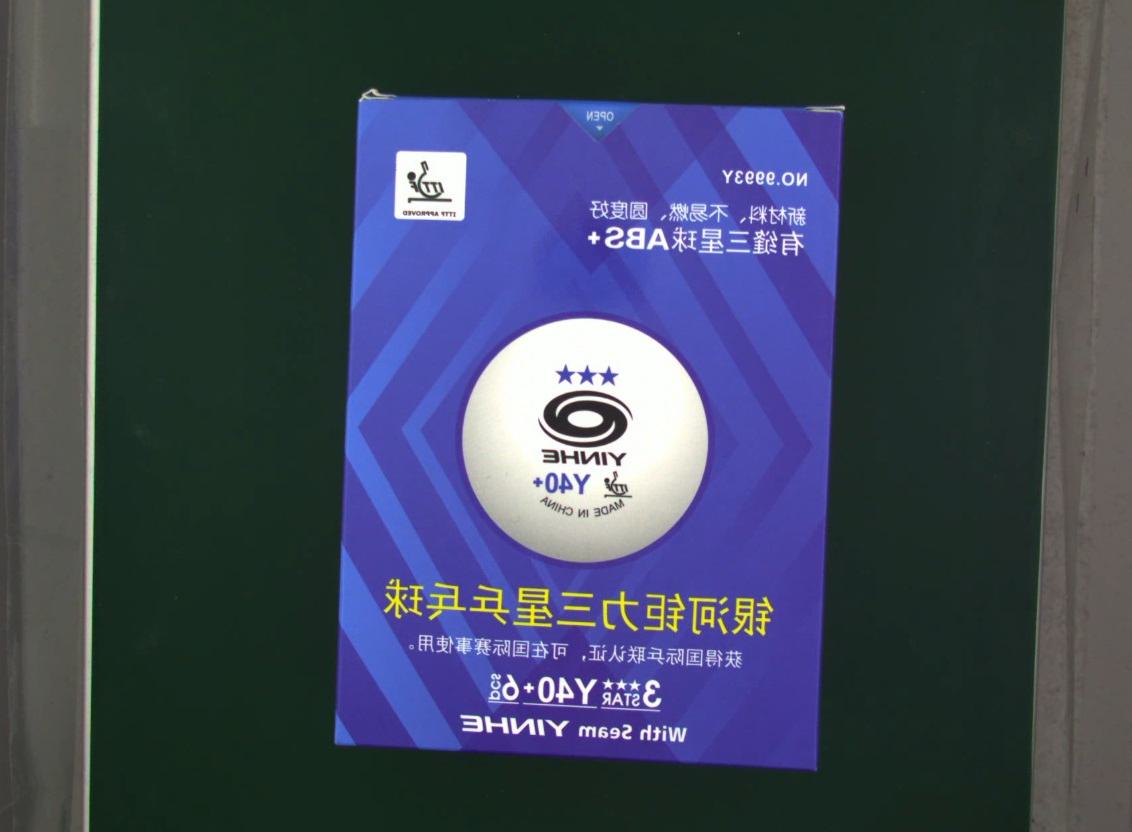 OPEN
NO.9993Y
ITTF APPROVED
新材料、不易燃、圆度好
有缝三星球ABS+
★★★
YINHE
ITTF Y40+
MADE IN CHINA
银河钜力三星乒乓球
获得国际乒联认证，可在国际赛事使用。
3★★★STAR Y40+6pcs
With Seam YINHE